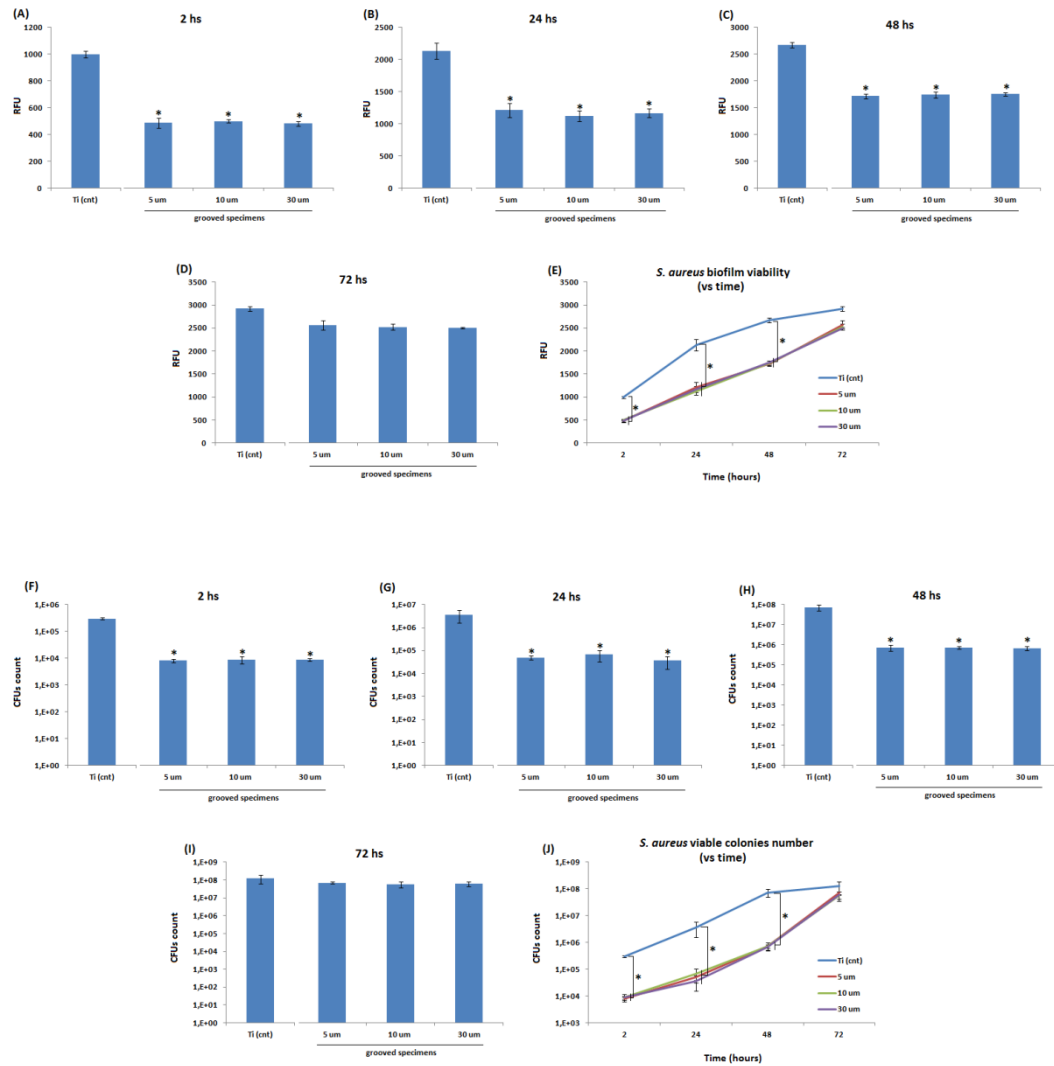 (A)
2 hs
1200
1000
800
600
400
200
0
RFU
* * *
Ti (cnt) 5 um 10 um 30 um
grooved specimens
(B)
24 hs
2500
2000
1500
1000
500
0
RFU
* * *
Ti (cnt) 5 um 10 um 30 um
grooved specimens
(C)
48 hs
3000
2500
2000
1500
1000
500
0
RFU
* * *
Ti (cnt) 5 um 10 um 30 um
grooved specimens
(D)
72 hs
3500
3000
2500
2000
1500
1000
500
0
RFU
Ti (cnt) 5 um 10 um 30 um
grooved specimens
(E)
S. aureus biofilm viability
(vs time)
3500
3000
2500
2000
1500
1000
500
0
RFU
* * *
Ti (cnt)
5 um
10 um
30 um
2 24 48 72
Time (hours)
(F)
2 hs
1,E+06
1,E+05
1,E+04
1,E+03
1,E+02
1,E+01
1,E+00
CFUs count
* * *
Ti (cnt) 5 um 10 um 30 um
grooved specimens
(G)
24 hs
1,E+07
1,E+06
1,E+05
1,E+04
1,E+03
1,E+02
1,E+01
1,E+00
CFUs count
* * *
Ti (cnt) 5 um 10 um 30 um
grooved specimens
(H)
48 hs
1,E+08
1,E+07
1,E+06
1,E+05
1,E+04
1,E+03
1,E+02
1,E+01
1,E+00
CFUs count
* * *
Ti (cnt) 5 um 10 um 30 um
grooved specimens
(I)
72 hs
1,E+09
1,E+08
1,E+07
1,E+06
1,E+05
1,E+04
1,E+03
1,E+02
1,E+01
1,E+00
CFUs count
Ti (cnt) 5 um 10 um 30 um
grooved specimens
(J)
S. aureus viable colonies number
(vs time)
1,E+09
1,E+08
1,E+07
1,E+06
1,E+05
1,E+04
1,E+03
CFUs count
* * *
Ti (cnt)
5 um
10 um
30 um
2 24 48 72
Time (hours)